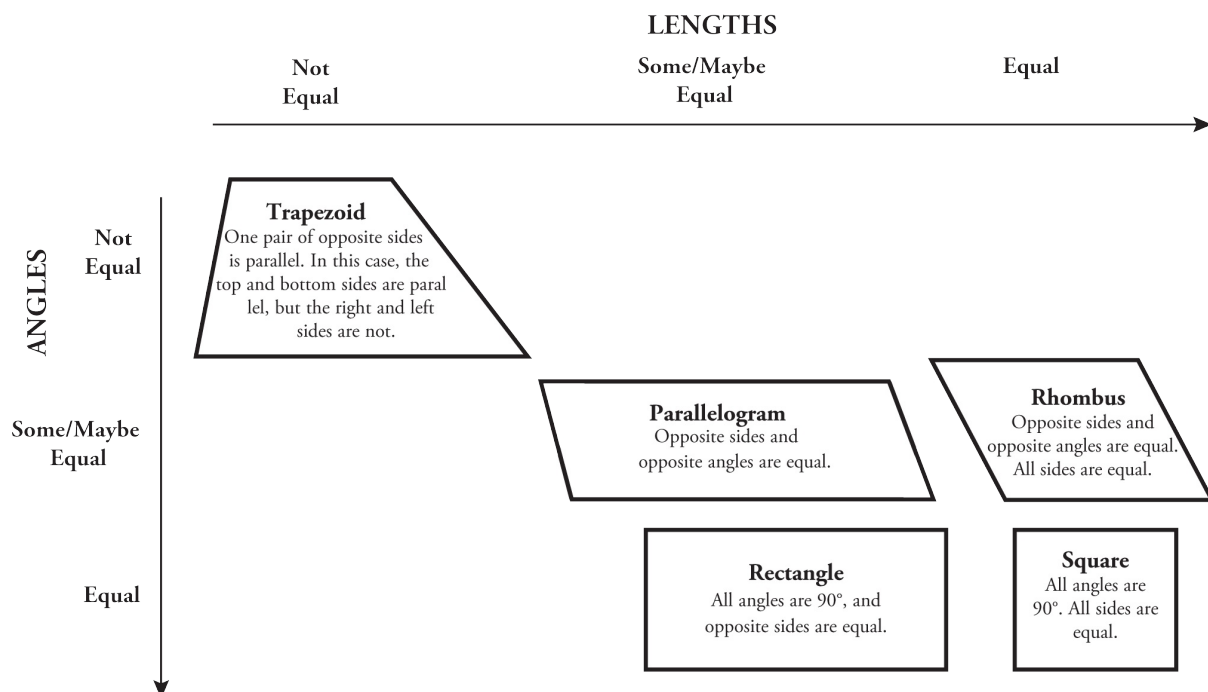 LENGTHS
Not
Equal
Some/Maybe
Equal
Equal
ANGLES
Not
Equal
Trapezoid
One pair of opposite sides
is parallel. In this case, the
top and bottom sides are paral
lel, but the right and left
sides are not.
Some/Maybe
Equal
Parallelogram
Opposite sides and
opposite angles are equal.
Rhombus
Opposite sides and
opposite angles are equal.
All sides are equal.
Equal
Rectangle
All angles are 90°, and
opposite sides are equal.
Square
All angles are
90°. All sides are
equal.